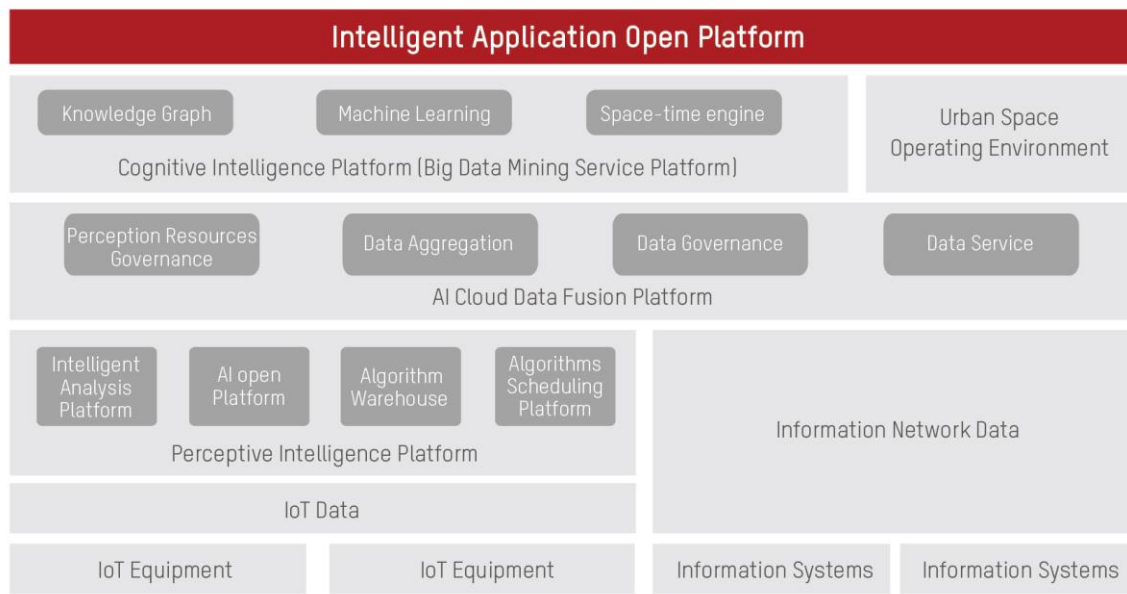 Intelligent Application Open Platform
Knowledge Graph
Machine Learning
Space-time engine
Cognitive Intelligence Platform (Big Data Mining Service Platform)
Urban Space
Operating Environment
Perception Resources
Governance
Data Aggregation
Data Governance
Data Service
AI Cloud Data Fusion Platform
Intelligent
Analysis
Platform
AI open
Platform
Algorithm
Warehouse
Algorithms
Scheduling
Platform
Perceptive Intelligence Platform
Information Network Data
IoT Data
IoT Equipment
IoT Equipment
Information Systems
Information Systems